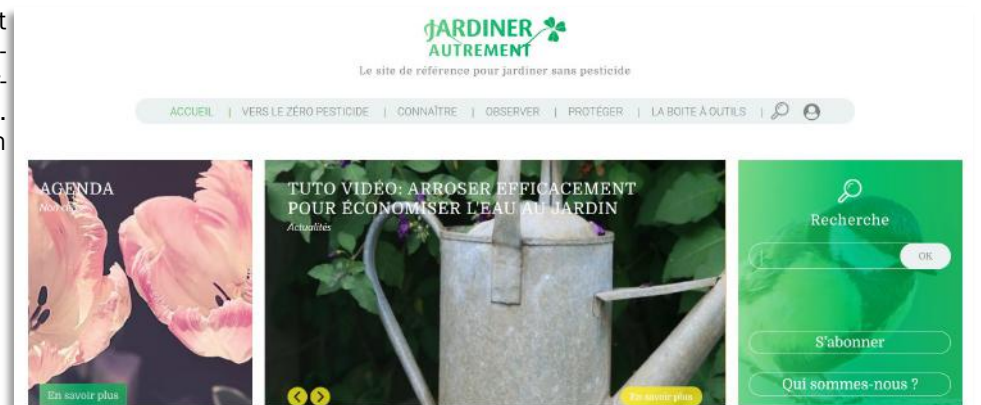 JARDINER
AUTREMENT
Le site de référence pour jardiner sans pesticide
ACCUEIL | VERS LE ZÉRO PESTICIDE | CONNAÎTRE | OBSERVER | PROTÉGER | LA BOITE À OUTILS |
AGENDA
TUTO VIDÉO: ARROSER EFFICACEMENT
POUR ÉCONOMISER L'EAU AU JARDIN
Actualités
Recherche
OK
S'abonner
Qui sommes-nous ?
En savoir plus
En savoir plus